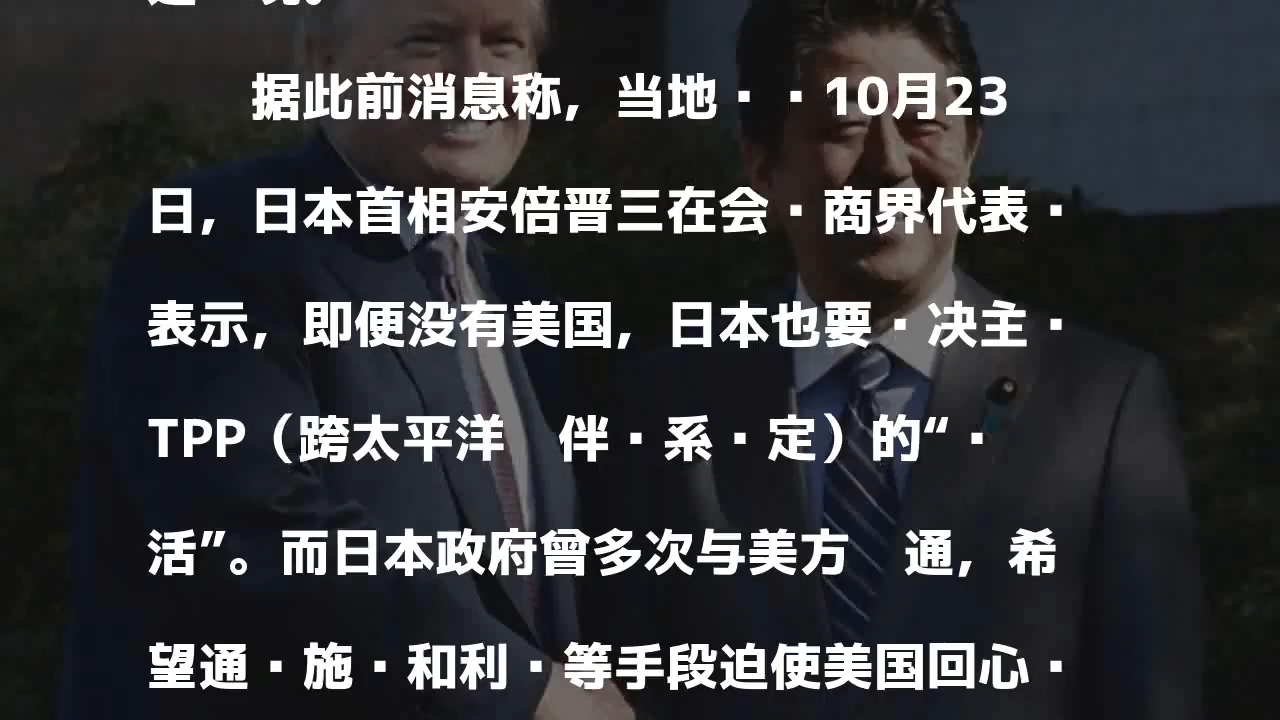 据此前消息称，当地··10月23
日，日本首相安倍晋三在会·商界代表·
表示，即便没有美国，日本也要·决主·
TPP（跨太平洋　伴·系·定）的“·
活”。而日本政府曾多次与美方　通，希
望通·施·和利·等手段迫使美国回心·